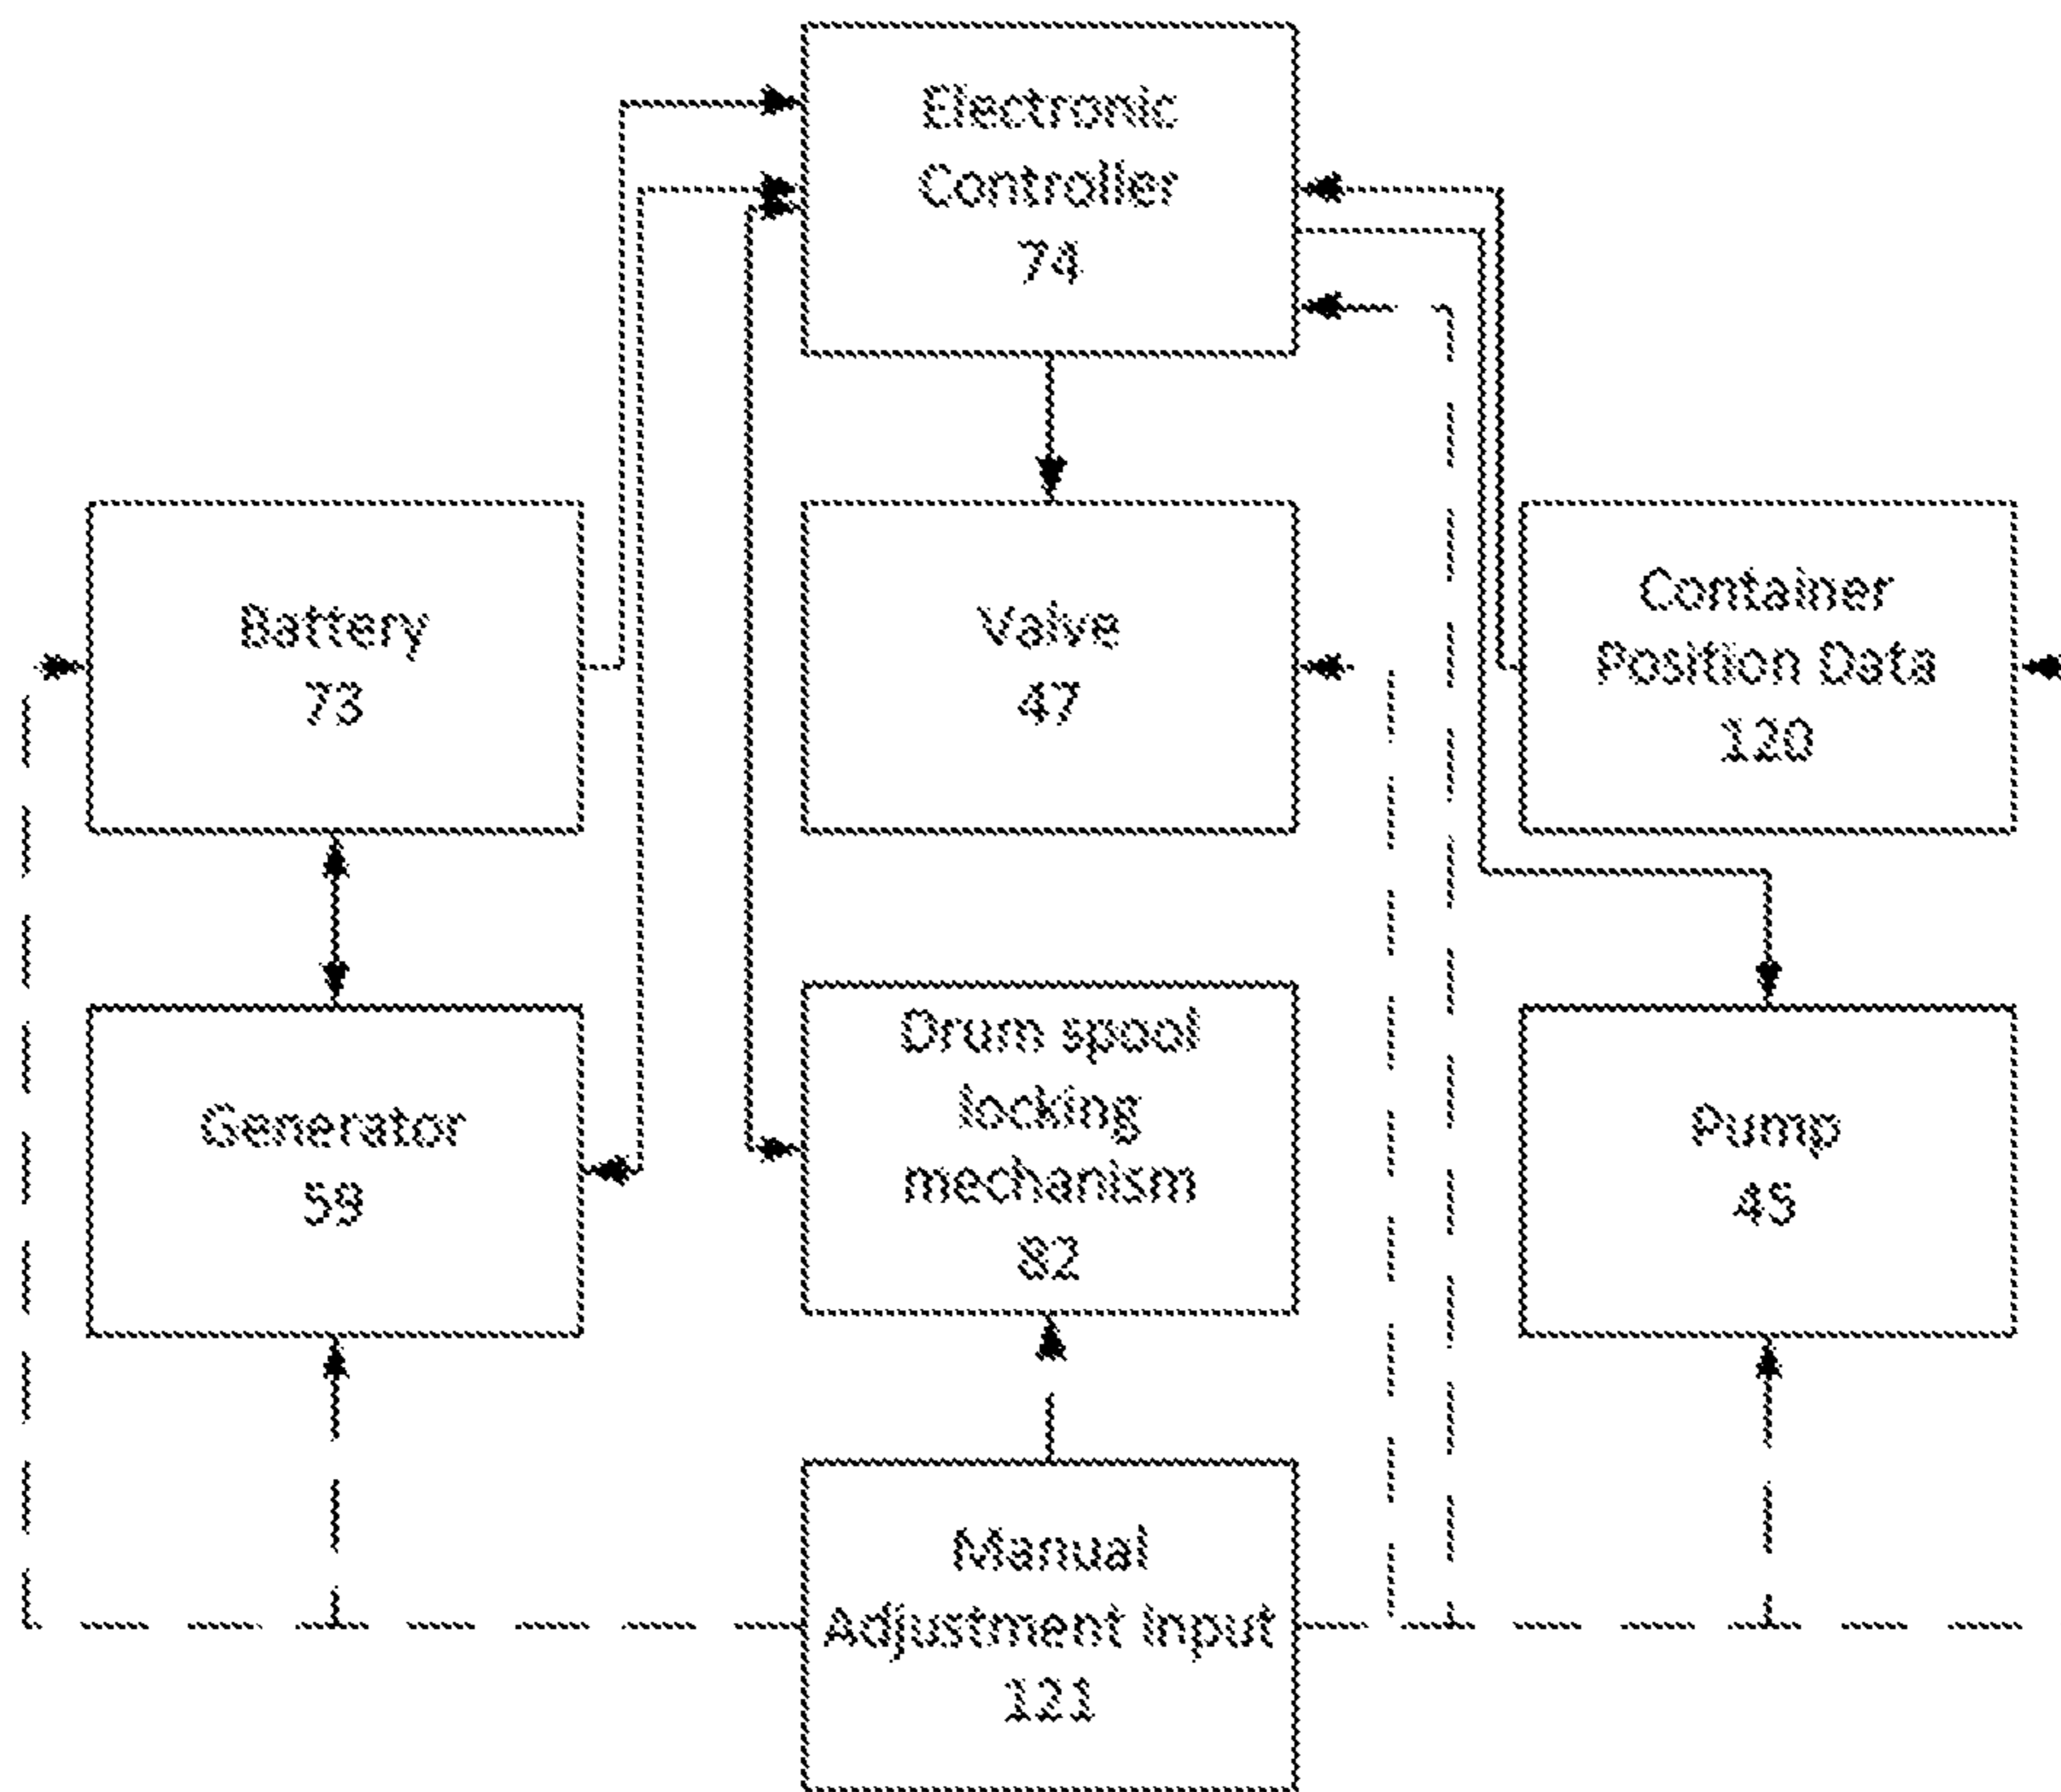 Electronic
Controller
74
Battery
73
Valve
47
Container
Position Data
120
Generator
59
Drum spool
locking
mechanism
82
Pump
45
Manual
Adjustment input
121